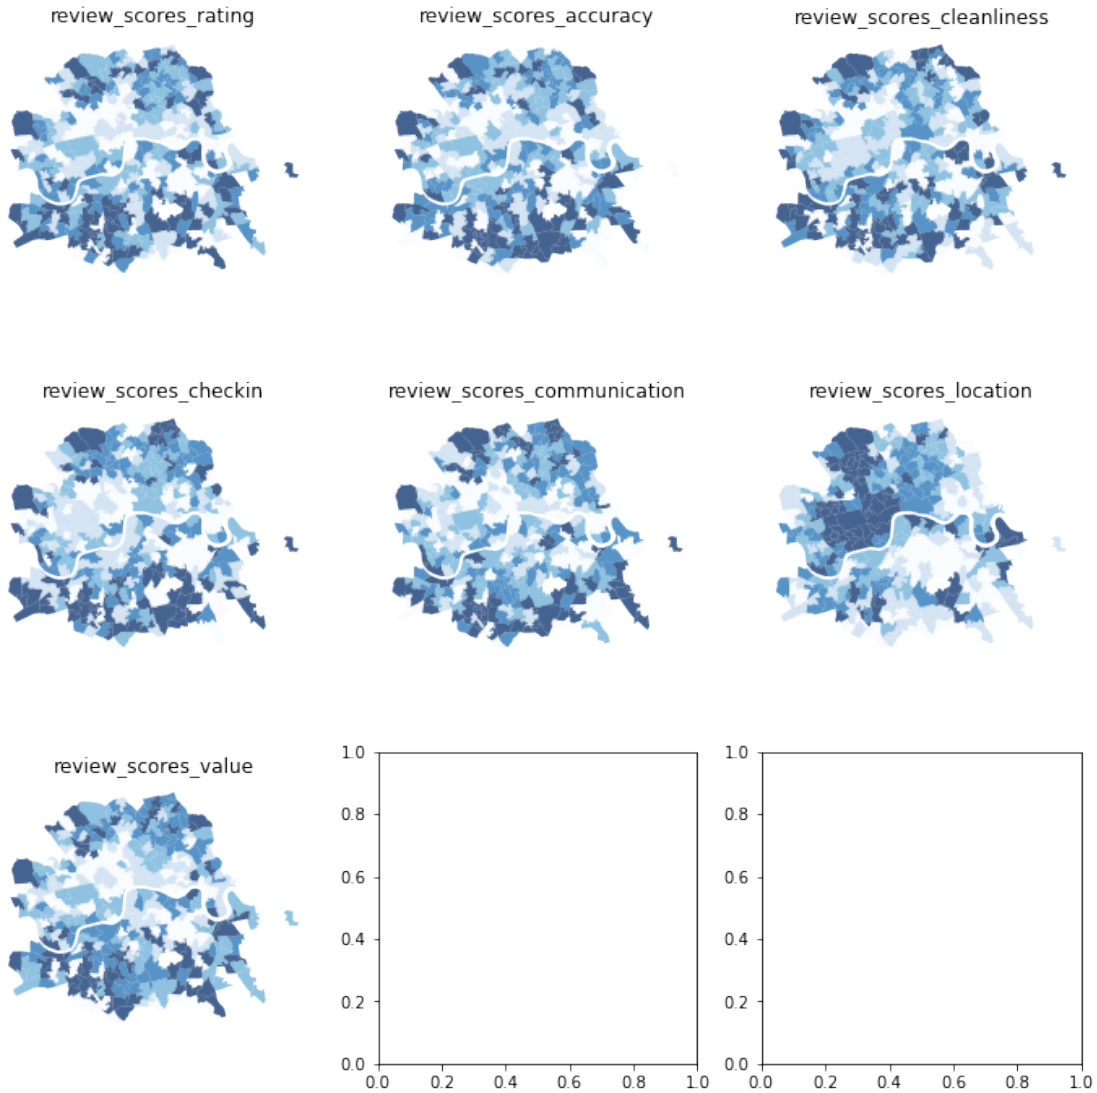 review_scores_rating
review_scores_accuracy
review_scores_cleanliness
review_scores_checkin
review_scores_communication
review_scores_location
review_scores_value
1.0
0.8
0.6
0.4
0.2
0.0
0.0 0.2 0.4 0.6 0.8 1.0
1.0
0.8
0.6
0.4
0.2
0.0
0.0 0.2 0.4 0.6 0.8 1.0